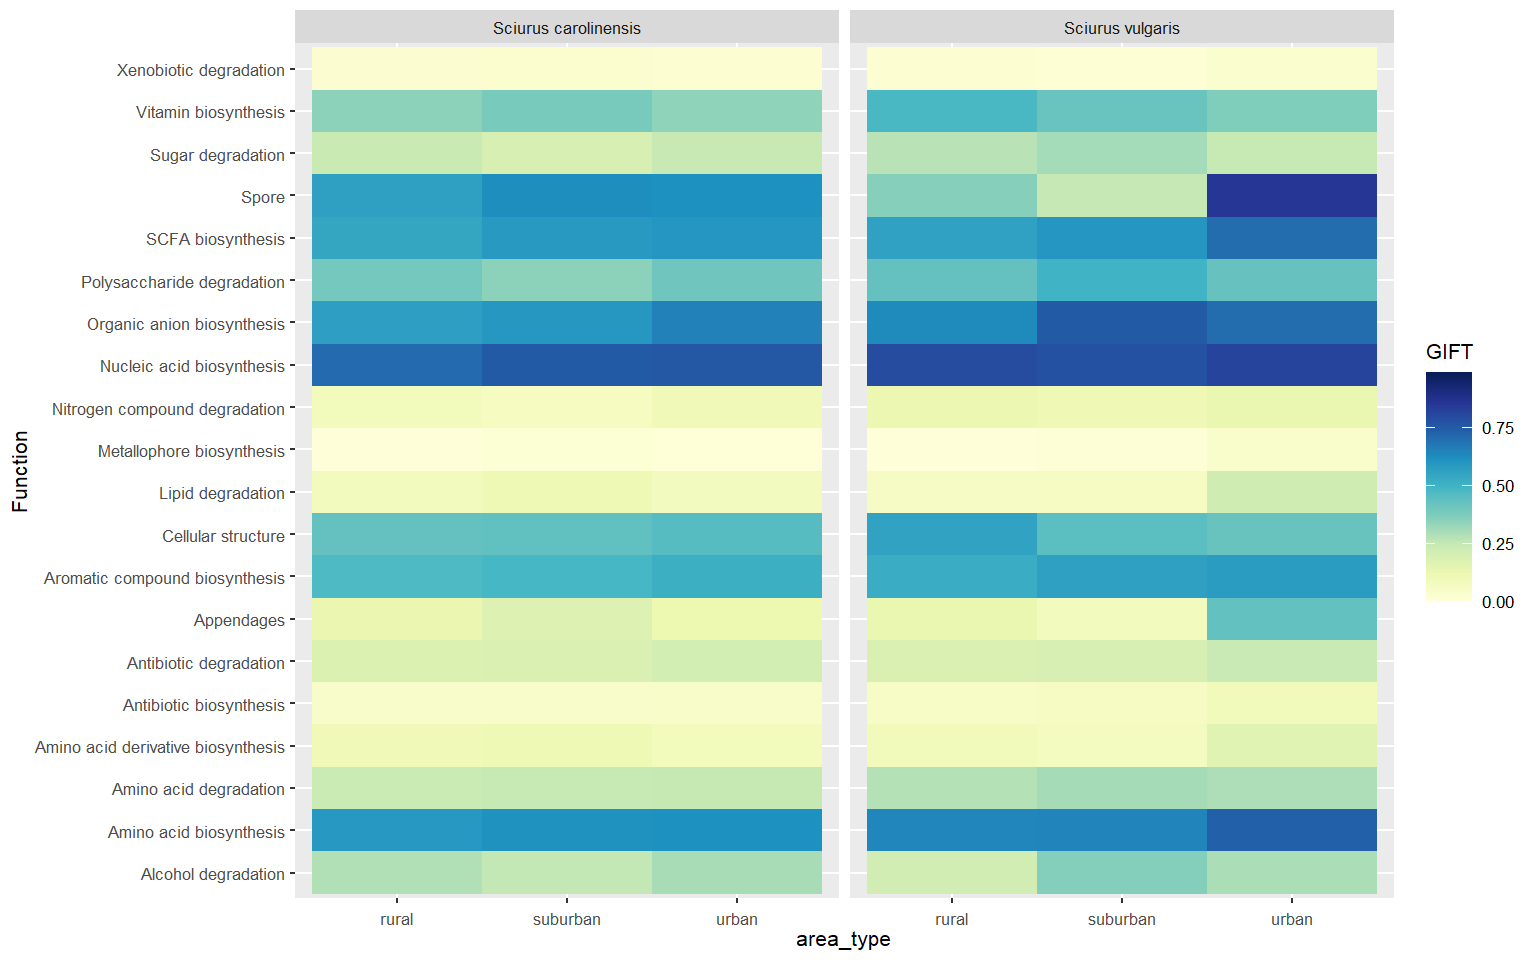 Sciurus carolinensis
Sciurus vulgaris
Function
Xenobiotic degradation
Vitamin biosynthesis
Sugar degradation
Spore
SCFA biosynthesis
Polysaccharide degradation
Organic anion biosynthesis
Nucleic acid biosynthesis
Nitrogen compound degradation
Metallophore biosynthesis
Lipid degradation
Cellular structure
Aromatic compound biosynthesis
Appendages
Antibiotic degradation
Antibiotic biosynthesis
Amino acid derivative biosynthesis
Amino acid degradation
Amino acid biosynthesis
Alcohol degradation
rural suburban urban rural suburban urban
area_type
GIFT
0.75
0.50
0.25
0.00